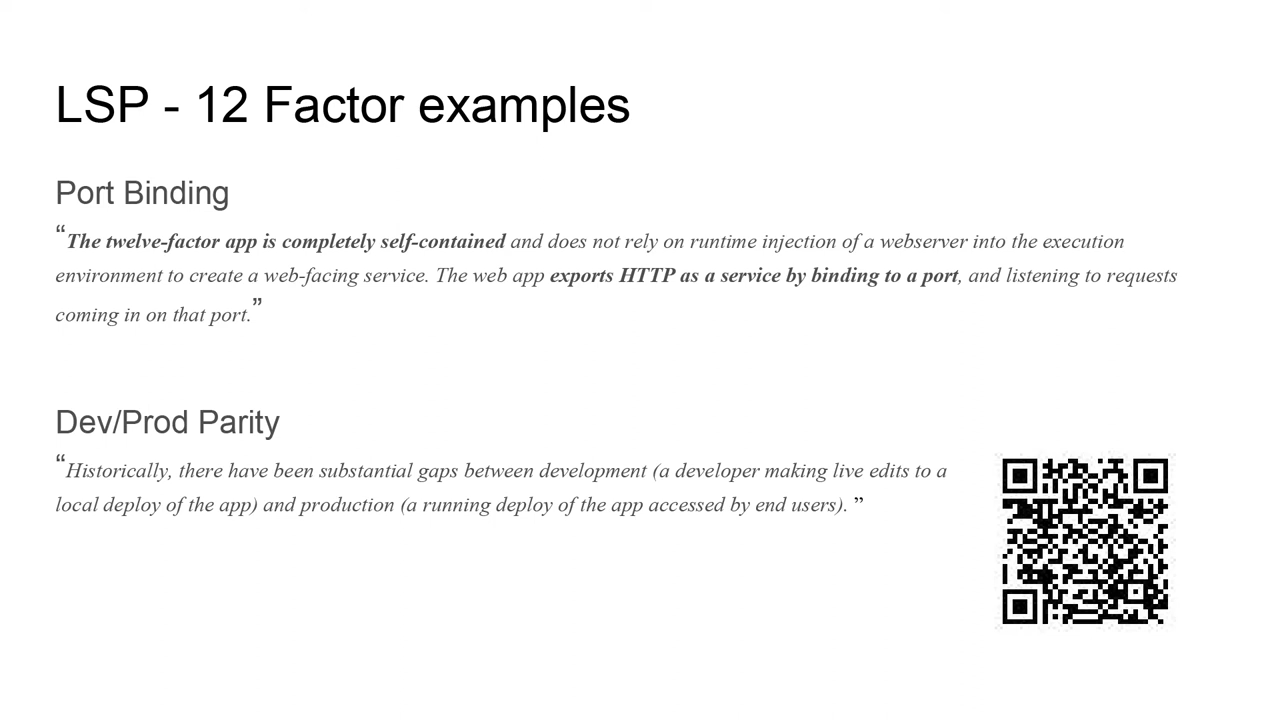 LSP - 12 Factor examples
Port Binding
“The twelve-factor app is completely self-contained and does not rely on runtime injection of a webserver into the execution
environment to create a web-facing service. The web app exports HTTP as a service by binding to a port, and listening to requests
coming in on that port.”
Dev/Prod Parity
“Historically, there have been substantial gaps between development (a developer making live edits to a
local deploy of the app) and production (a running deploy of the app accessed by end users). ”